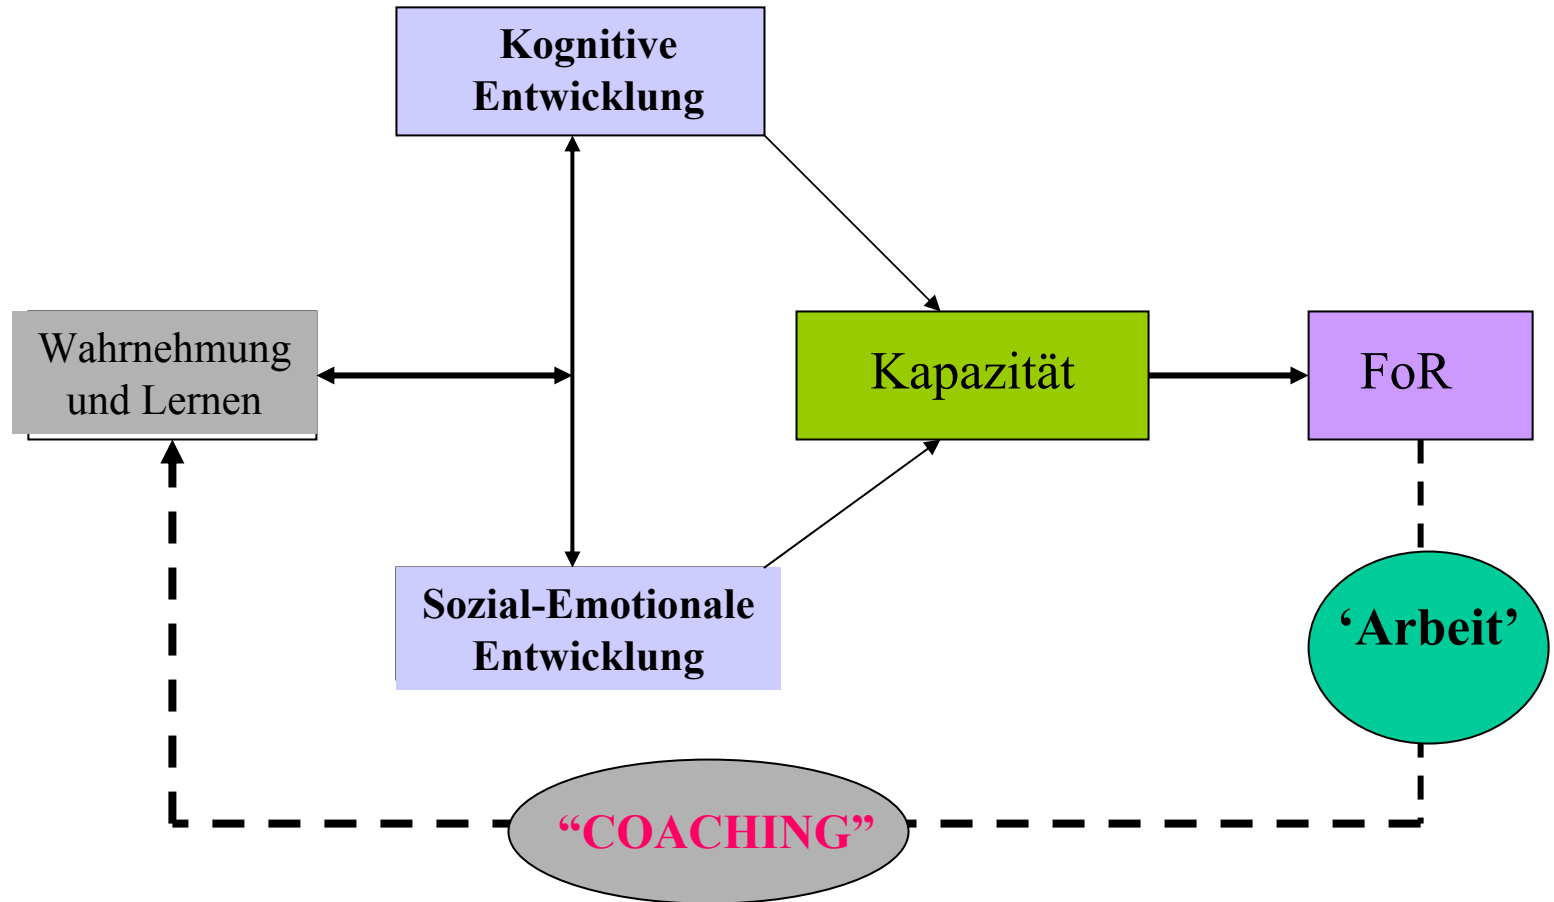 Kognitive
Entwicklung
Wahrnehmung
und Lernen
Kapazität
FoR
Sozial-Emotionale
Entwicklung
‘Arbeit’
“COACHING”